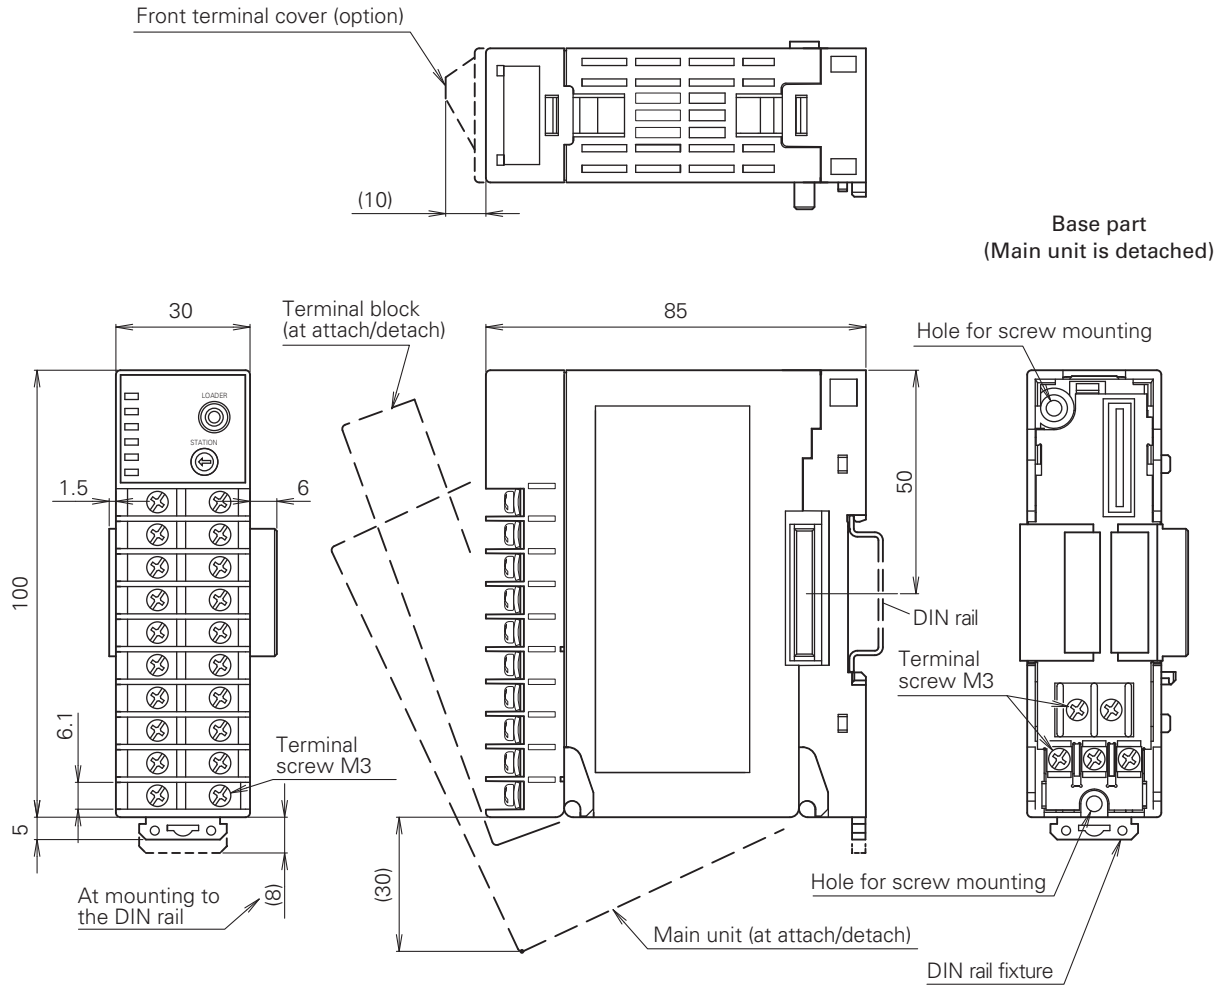 Front terminal cover (option)
(10)
Base part
(Main unit is detached)
30
Terminal block
(at attach/detach)
85
Hole for screw mounting
LOADER
STATION
1.5
6
50
100
DIN rail
Terminal
screw M3
6.1
Terminal
screw M3
5
(8)
(30)
At mounting to
the DIN rail
Hole for screw mounting
Main unit (at attach/detach)
DIN rail fixture